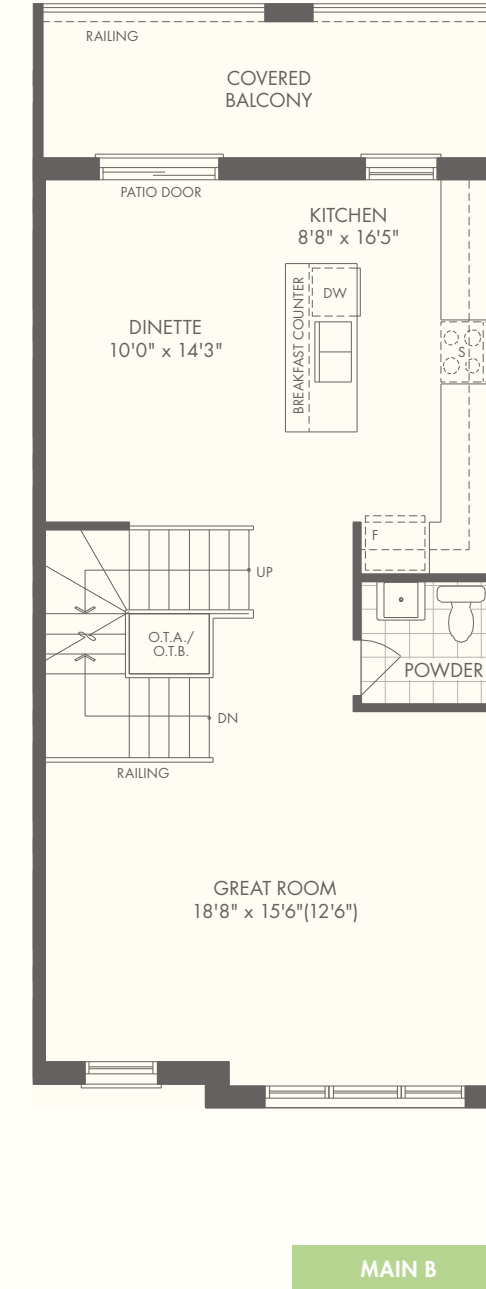 RAILING
COVERED
BALCONY
PATIO DOOR
KITCHEN
8'8" x 16'5"
BREAKFAST COUNTER
DW
DINETTE
10'0" x 14'3"
S
F
UP
O.T.A./
O.T.B.
POWDER
DN
RAILING
GREAT ROOM
18'8" x 15'6"(12'6")
MAIN B